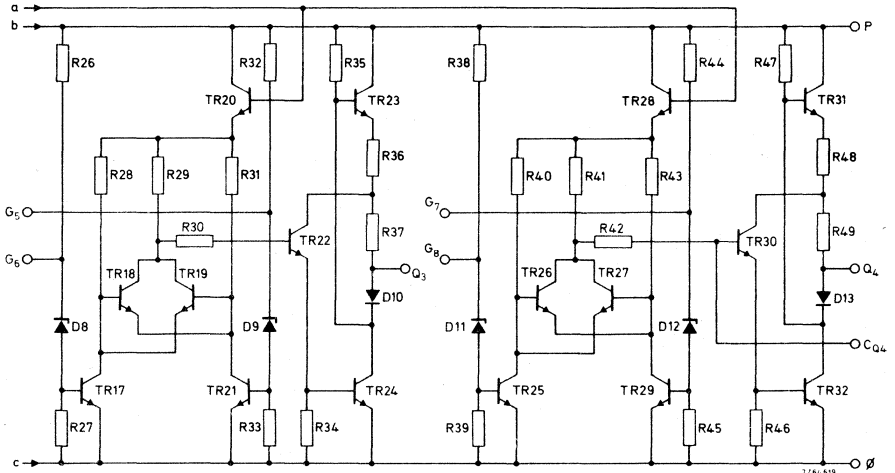 a
b P
R26 R32 R35 R38 R44 R47
TR20 TR23 TR28 TR31
R28 R29 R31 R36 R40 R41 R43 R48
G5 G7
R30 TR22 R37 R42 TR30 R49
G6 G8
TR18 TR19 Q3 TR26 TR27 Q4
D10 D13
D8 D9 D11 D12
CQ4
TR17 TR21 TR24 TR25 TR29 TR32
R27 R33 R34 R39 R45 R46
c Ø
7764619